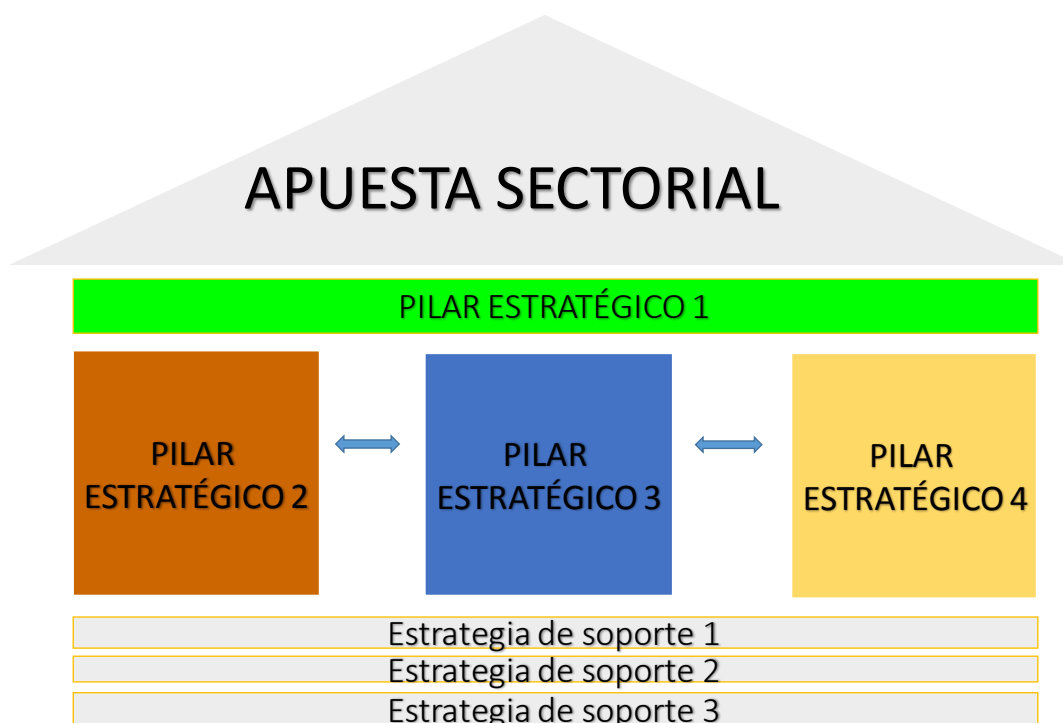 APUESTA SECTORIAL
PILAR ESTRATÉGICO 1
PILAR
ESTRATÉGICO 2
PILAR
ESTRATÉGICO 3
PILAR
ESTRATÉGICO 4
Estrategia de soporte 1
Estrategia de soporte 2
Estrategia de soporte 3